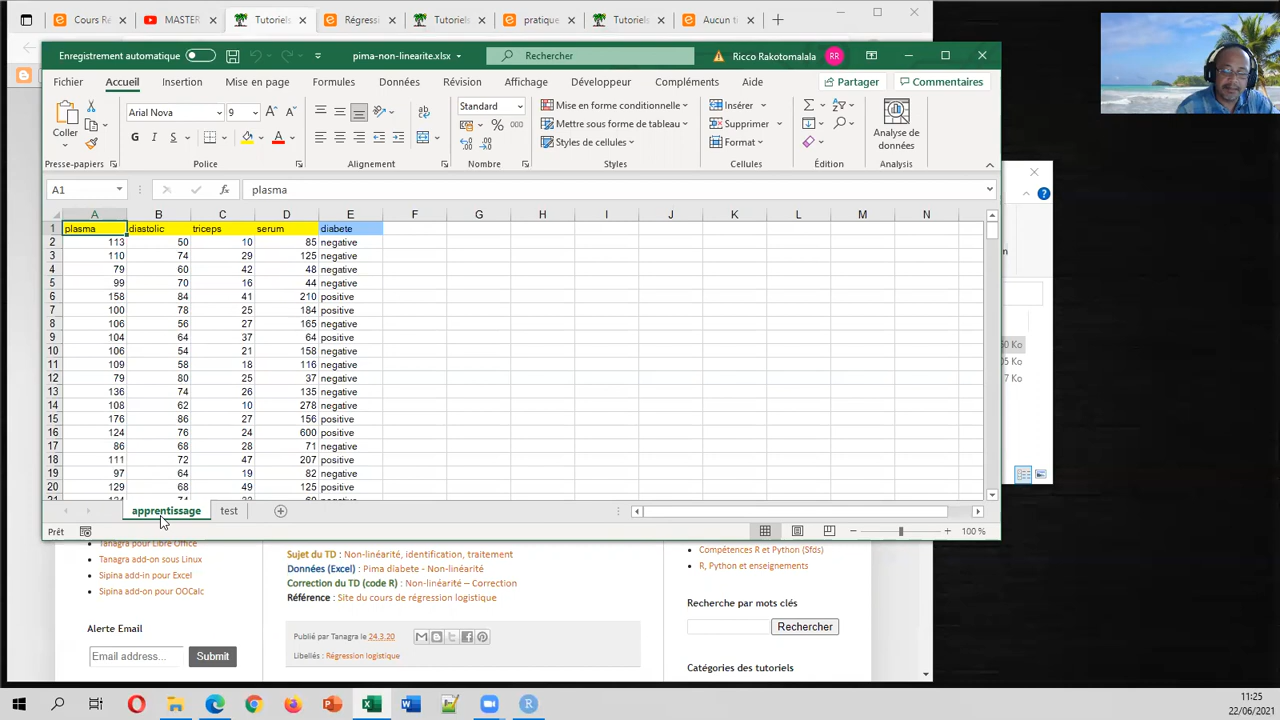 Cours Re
MASTER
Tutoriels
Régressic
Tutoriels
pratique
Tutoriels
Aucun ti
Enregistrement automatique
pima-non-linearite.xlsx
Rechercher
Ricco Rakotomalala
RR
Fichier
Accueil
Insertion
Mise en page
Formules
Données
Révision
Affichage
Développeur
Compléments
Aide
Partager
Commentaires
Coller
Arial Nova
9
Standard
Mise en forme conditionnelle
Mettre sous forme de tableau
Styles de cellules
Insérer
Supprimer
Format
Analyse de
données
Presse-papiers
Police
Alignement
Nombre
Styles
Cellules
Édition
Analysis
A1
plasma
A B C D E F G H I J K L M N
1 plasma diastolic triceps serum diabete
2 113 50 10 85 negative
3 110 74 29 125 negative
4 79 60 42 48 negative
5 99 70 16 44 negative
6 158 84 41 210 positive
7 100 78 25 184 positive
8 106 56 27 165 negative
9 104 64 37 64 positive
10 106 54 21 158 negative
11 109 58 18 116 negative
12 79 80 25 37 negative
13 136 74 26 135 negative
14 108 62 10 278 negative
15 176 86 27 156 positive
16 124 76 24 600 positive
17 86 68 28 71 negative
18 111 72 47 207 positive
19 97 64 19 82 negative
20 129 68 49 125 positive
apprentissage
test
Prêt
100 %
Ko
05 Ko
7 Ko
Tanagra pour Libre Office
Tanagra add-on sous Linux
Sipina add-in pour Excel
Sipina add-on pour OOCalc
Alerte Email
Email address...
Submit
Sujet du TD : Non-linéarité, identification, traitement
Données (Excel) : Pima diabete - Non-linéarité
Correction du TD (code R) : Non-linéarité – Correction
Référence : Site du cours de régression logistique
Publié par Tanagra le 24.3.20
Libellés : Régression logistique
Compétences R et Python (Sfds)
R, Python et enseignements
Recherche par mots clés
Rechercher
Catégories des tutoriels
11:25
22/06/2021